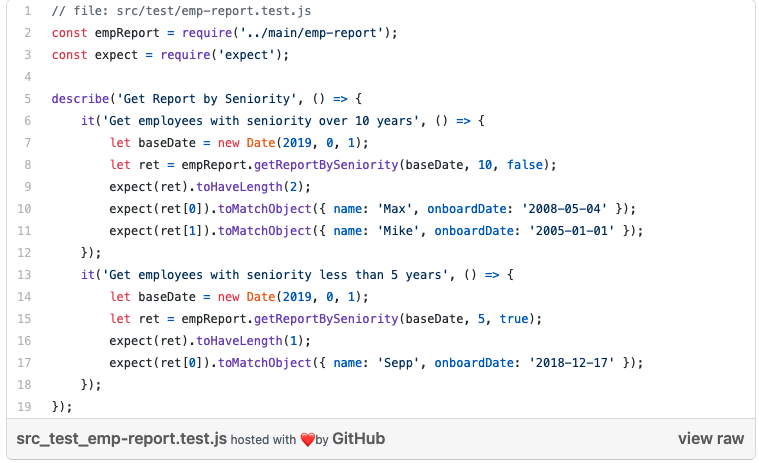 1 // file: src/test/emp-report.test.js
2 const empReport = require('../main/emp-report');
3 const expect = require('expect');
4
5 describe('Get Report by Seniority', () => {
6     it('Get employees with seniority over 10 years', () => {
7         let baseDate = new Date(2019, 0, 1);
8         let ret = empReport.getReportBySeniority(baseDate, 10, false);
9         expect(ret).toHaveLength(2);
10         expect(ret[0]).toMatchObject({ name: 'Max', onboardDate: '2008-05-04' });
11         expect(ret[1]).toMatchObject({ name: 'Mike', onboardDate: '2005-01-01' });
12     });
13     it('Get employees with seniority less than 5 years', () => {
14         let baseDate = new Date(2019, 0, 1);
15         let ret = empReport.getReportBySeniority(baseDate, 5, true);
16         expect(ret).toHaveLength(1);
17         expect(ret[0]).toMatchObject({ name: 'Sepp', onboardDate: '2018-12-17' });
18     });
19 });
src_test_emp-report.test.js hosted with ❤️by GitHub view raw